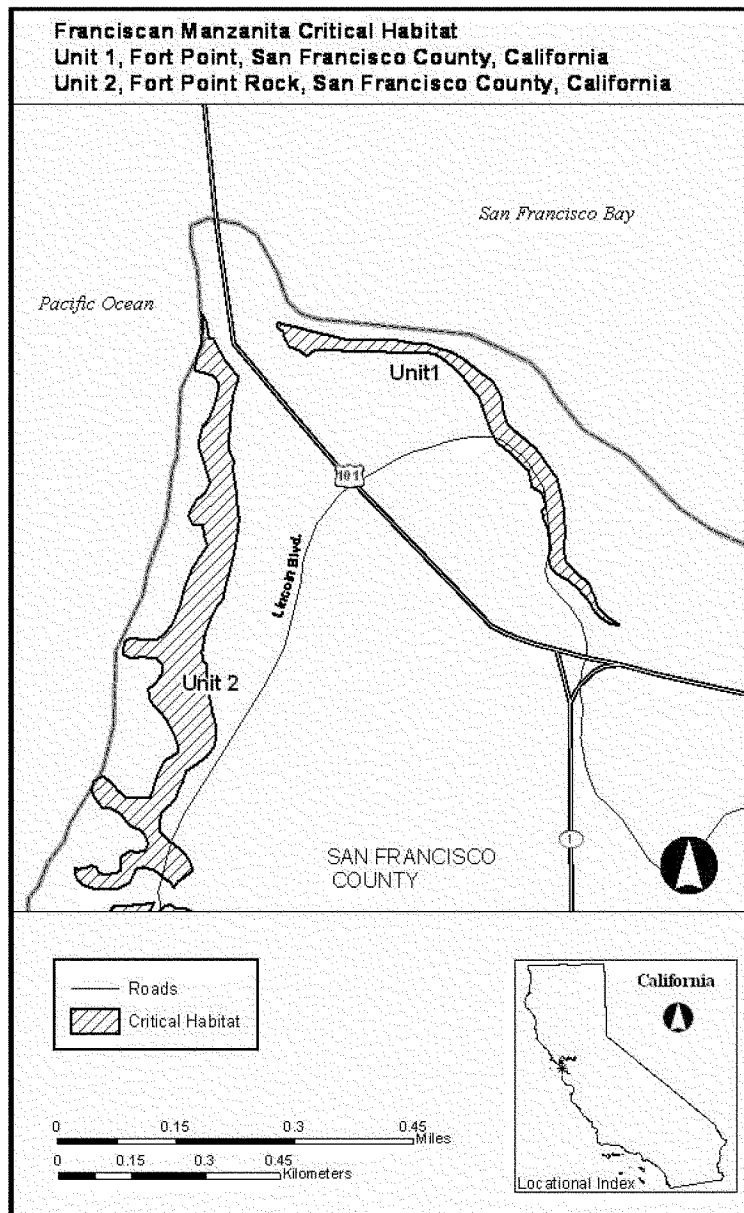 Franciscan Manzanita Critical Habitat
Unit 1, Fort Point, San Francisco County, California
Unit 2, Fort Point Rock, San Francisco County, California
San Francisco Bay
Pacific Ocean
Unit1
101
Lincoln Blvd.
Unit 2
SAN FRANCISCO
COUNTY
1
Roads
Critical Habitat
California
0 0.15 0.3 0.45
Miles
0 0.15 0.3 0.45
Kilometers
Locational Index